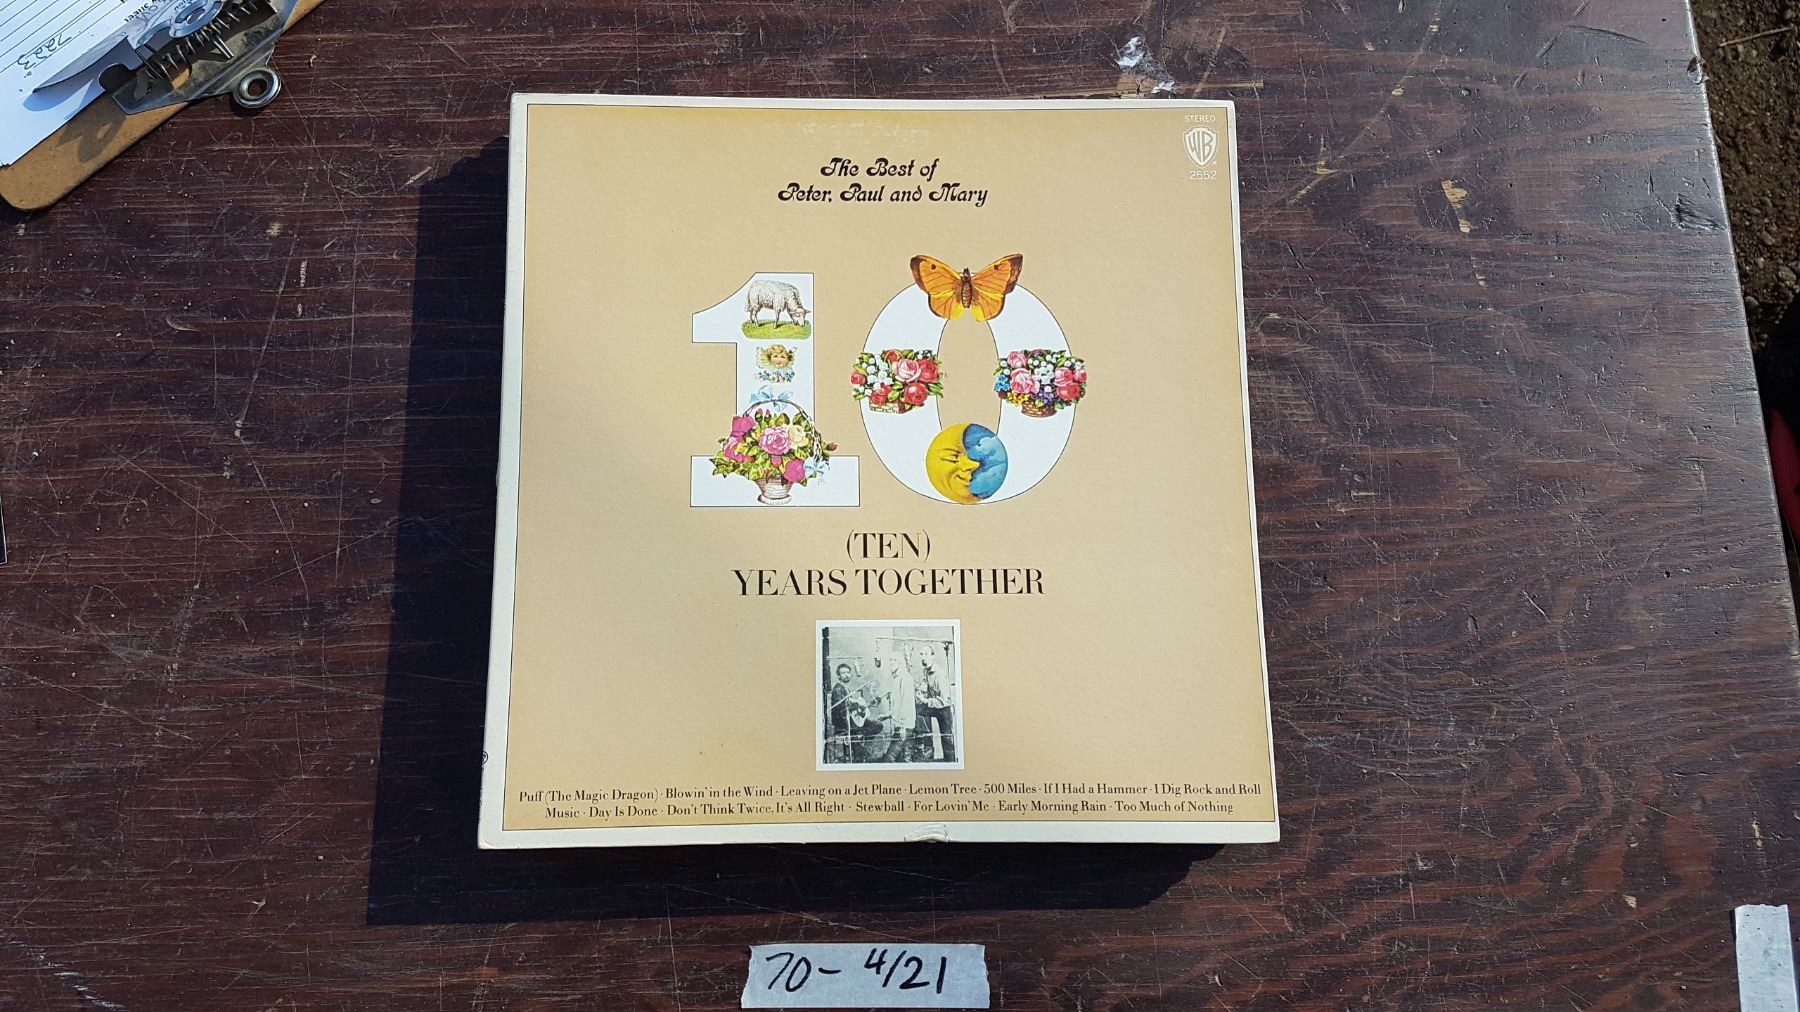 7223
STEREO
WB
2552
The Best of
Peter, Paul and Mary
10
(TEN)
YEARS TOGETHER
Puff (The Magic Dragon) · Blowin' in the Wind · Leaving on a Jet Plane · Lemon Tree · 500 Miles · If I Had a Hammer · I Dig Rock and Roll
Music · Day Is Done · Don't Think Twice, It's All Right · Stewball · For Lovin' Me · Early Morning Rain · Too Much of Nothing
70- 4/21